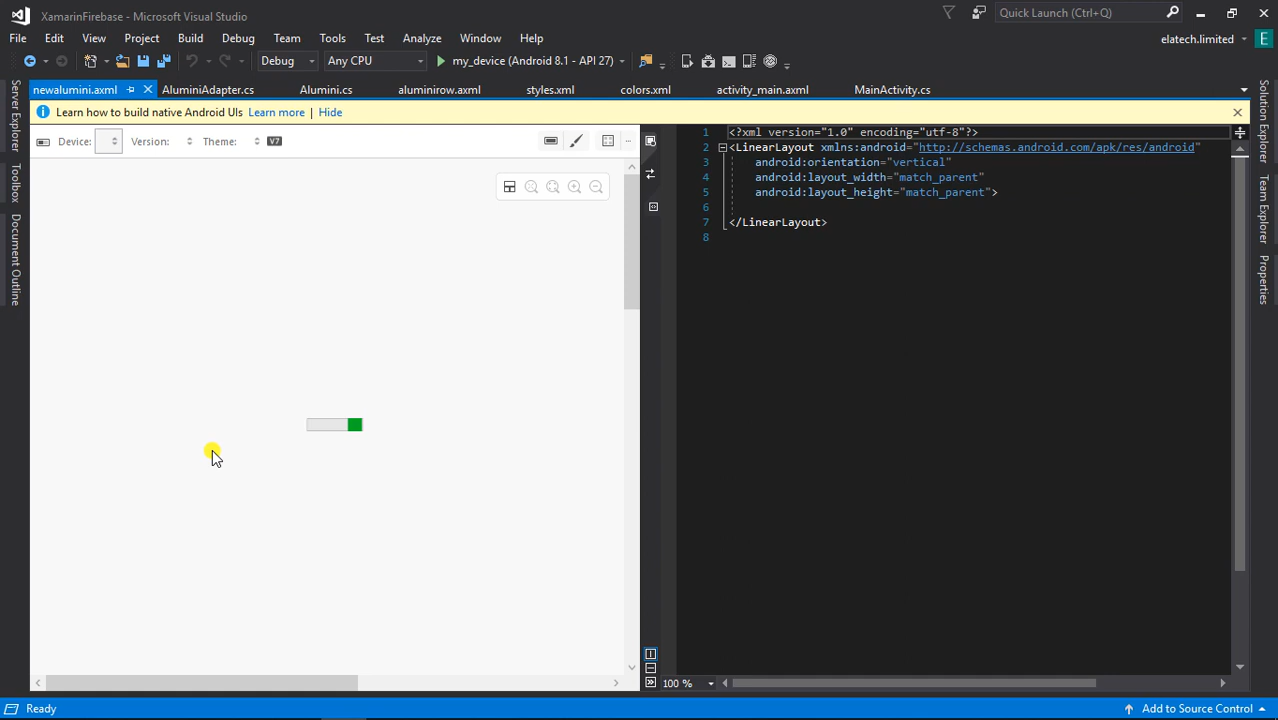 XamarinFirebase - Microsoft Visual Studio
Quick Launch (Ctrl+Q)
File Edit View Project Build Debug Team Tools Test Analyze Window Help
elatech.limited E
Debug Any CPU my_device (Android 8.1 - API 27)
newalumini.axml AluminiAdapter.cs Alumini.cs aluminirow.axml styles.xml colors.xml activity_main.axml MainActivity.cs
Learn how to build native Android UIs Learn more | Hide
Device: Version: Theme: V7
Server Explorer
Toolbox
Document Outline
1 <?xml version="1.0" encoding="utf-8"?>
2 <LinearLayout xmlns:android="http://schemas.android.com/apk/res/android"
3 android:orientation="vertical"
4 android:layout_width="match_parent"
5 android:layout_height="match_parent">
6
7 </LinearLayout>
8
Solution Explorer
Team Explorer
Properties
100 %
Ready
Add to Source Control